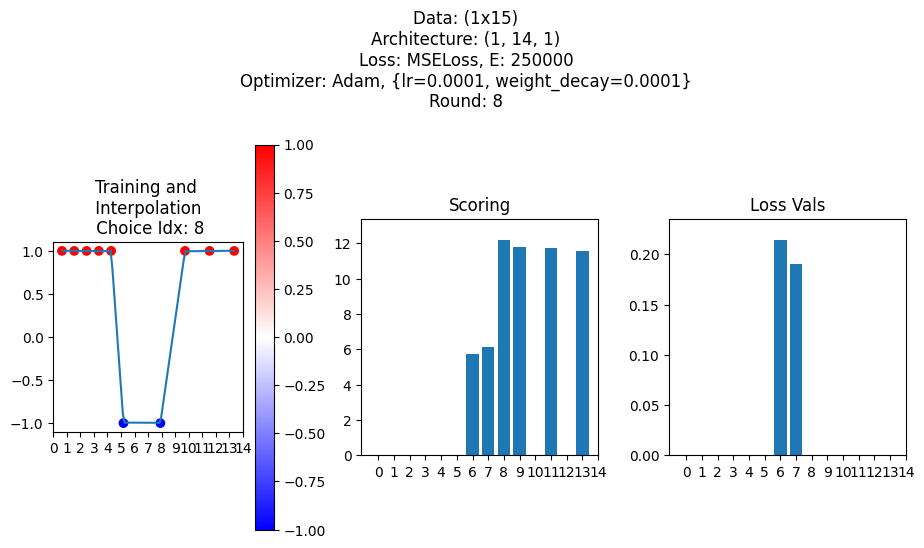 Data: (1x15)
Architecture: (1, 14, 1)
Loss: MSELoss, E: 250000
Optimizer: Adam, {lr=0.0001, weight_decay=0.0001}
Round: 8
Training and
Interpolation
Choice Idx: 8
1.0
0.5
0.0
−0.5
−1.0
0 1 2 3 4 5 6 7 8 9 10 11 12 13 14
1.00
0.75
0.50
0.25
0.00
−0.25
−0.50
−0.75
−1.00
Scoring
12
10
8
6
4
2
0
0 1 2 3 4 5 6 7 8 9 10 11 12 13 14
Loss Vals
0.20
0.15
0.10
0.05
0.00
0 1 2 3 4 5 6 7 8 9 10 11 12 13 14